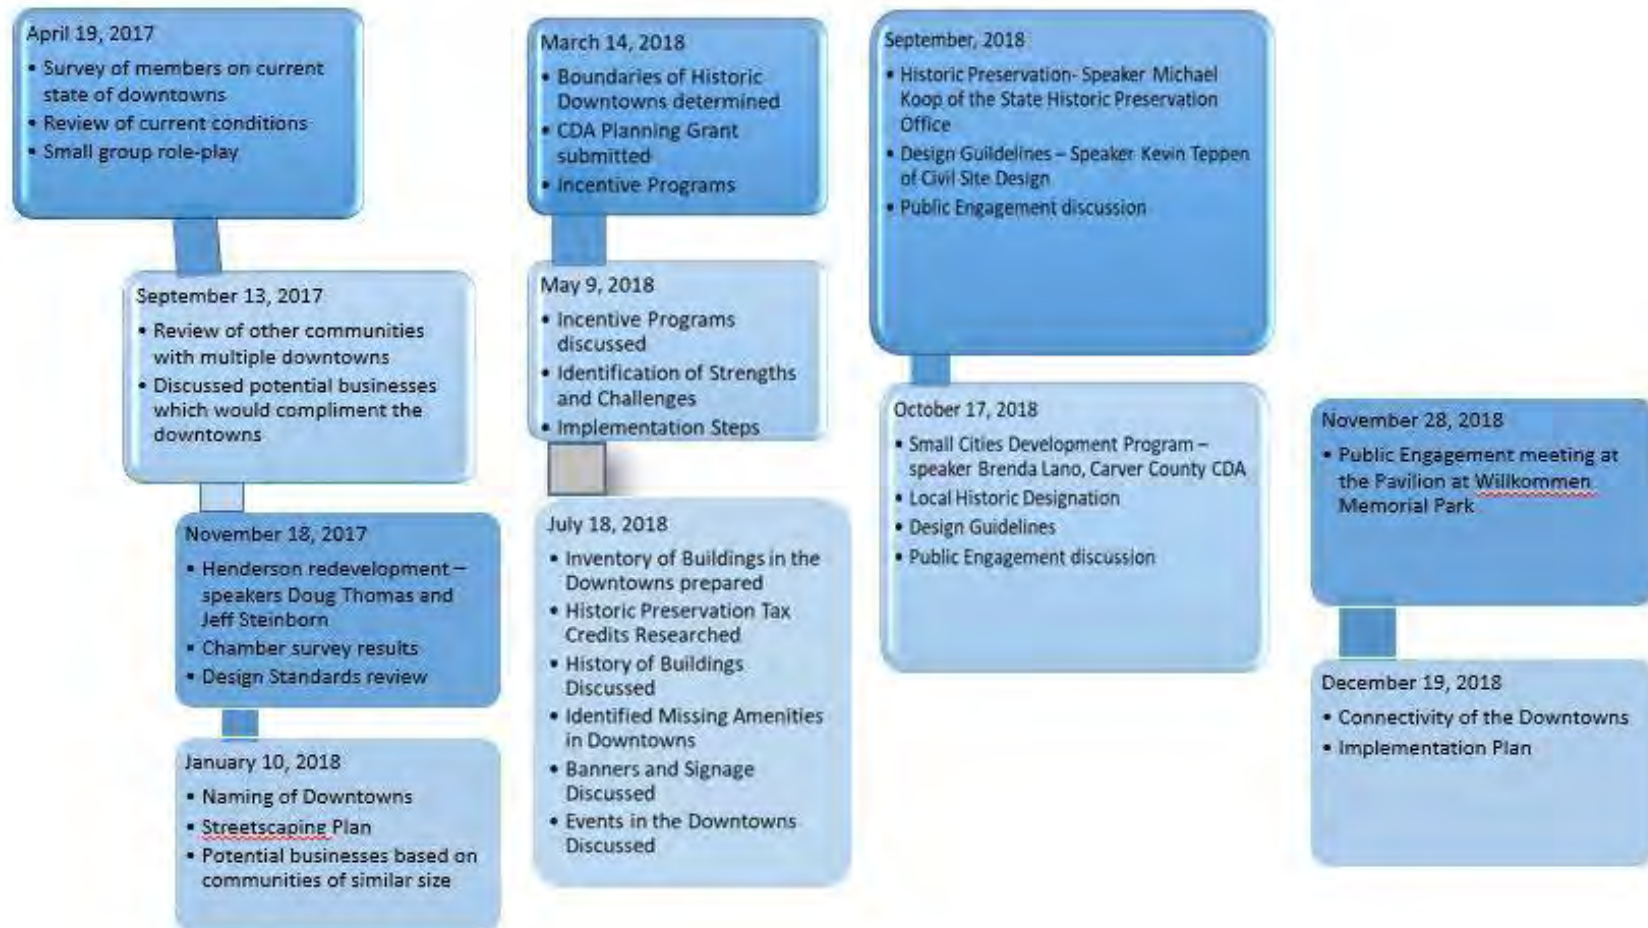 April 19, 2017
• Survey of members on current
state of downtowns
• Review of current conditions
• Small group role-play
September 13, 2017
• Review of other communities
with multiple downtowns
• Discussed potential businesses
which would compliment the
downtowns
November 18, 2017
• Henderson redevelopment –
speakers Doug Thomas and
Jeff Steinborn
• Chamber survey results
• Design Standards review
January 10, 2018
• Naming of Downtowns
• Streetscaping Plan
• Potential businesses based on
communities of similar size
March 14, 2018
• Boundaries of Historic
Downtowns determined
• CDA Planning Grant
submitted
• Incentive Programs
May 9, 2018
• Incentive Programs
discussed
• Identification of Strengths
and Challenges
• Implementation Steps
July 18, 2018
• Inventory of Buildings in the
Downtowns prepared
• Historic Preservation Tax
Credits Researched
• History of Buildings
Discussed
• Identified Missing Amenities
in Downtowns
• Banners and Signage
Discussed
• Events in the Downtowns
Discussed
September, 2018
• Historic Preservation- Speaker Michael
Koop of the State Historic Preservation
Office
• Design Guildelines – Speaker Kevin Teppen
of Civil Site Design
• Public Engagement discussion
October 17, 2018
• Small Cities Development Program –
speaker Brenda Lano, Carver County CDA
• Local Historic Designation
• Design Guidelines
• Public Engagement discussion
November 28, 2018
• Public Engagement meeting at
the Pavilion at Willkommen
Memorial Park
December 19, 2018
• Connectivity of the Downtowns
• Implementation Plan